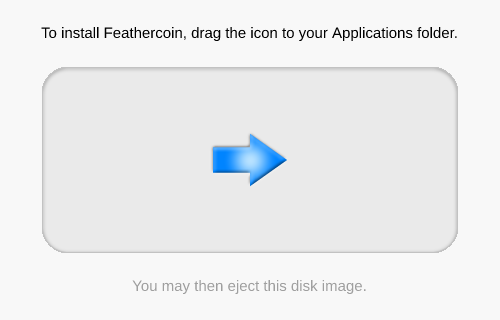 To install Feathercoin, drag the icon to your Applications folder.
You may then eject this disk image.